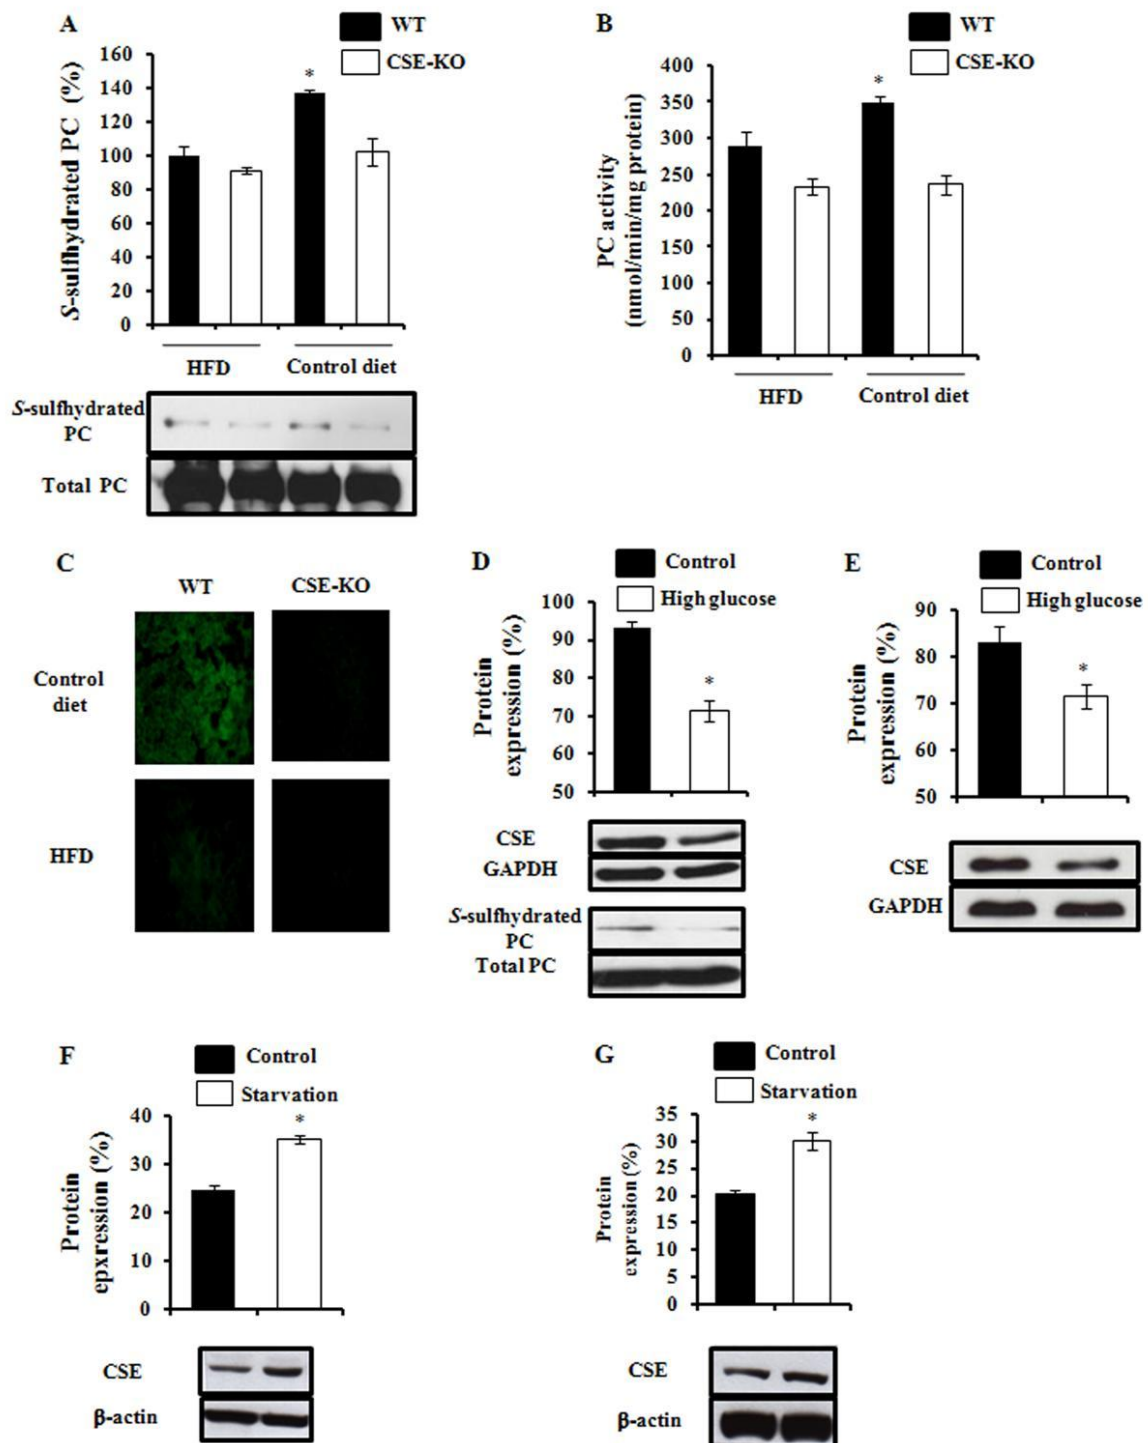 A
WT
CSE-KO
S-sulfhydrated PC (%)
160
140
120
100
80
60
40
20
0
*
HFD
Control diet
S-sulfhydrated
PC
Total PC
B
WT
CSE-KO
PC activity
(nmol/min/mg protein)
400
350
300
250
200
150
100
50
0
*
HFD
Control diet
C
WT
CSE-KO
Control
diet
HFD
D
Control
High glucose
Protein
expression (%)
100
90
80
70
60
50
*
CSE
GAPDH
S-sulfhydrated
PC
Total PC
E
Control
High glucose
Protein
expression (%)
90
80
70
60
50
*
CSE
GAPDH
F
Control
Starvation
Protein
epxression (%)
40
30
20
10
0
*
CSE
β-actin
G
Control
Starvation
Protein
expression (%)
35
30
25
20
15
10
5
0
*
CSE
β-actin